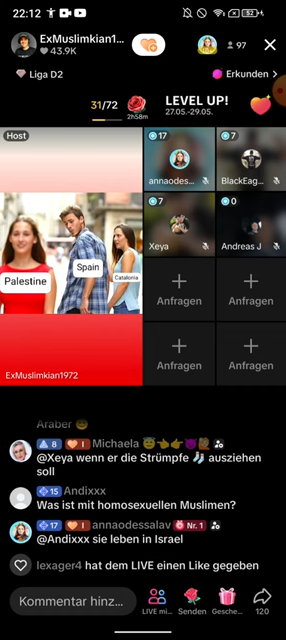 22:12
52
ExMuslimkian1...
43.9K
97
Liga D2
Erkunden >
31/72
2h58m
LEVEL UP!
27.05.-29.05.
Host
Palestine
Spain
Catalonia
ExMuslimkian1972
17
annaodes...
7
BlackEag...
7
Xeya
0
Andreas J
Anfragen
Anfragen
Anfragen
Anfragen
Araber
8 I Michaela
@Xeya wenn er die Strümpfe 🧦 ausziehen
soll
15 Andixxx
Was ist mit homosexuellen Muslimen?
17 I annaodessalav Nr. 1
@Andixxx sie leben in Israel
lexager4 hat dem LIVE einen Like gegeben
Kommentar hinz...
LIVE mi...
Senden
Gesche...
120